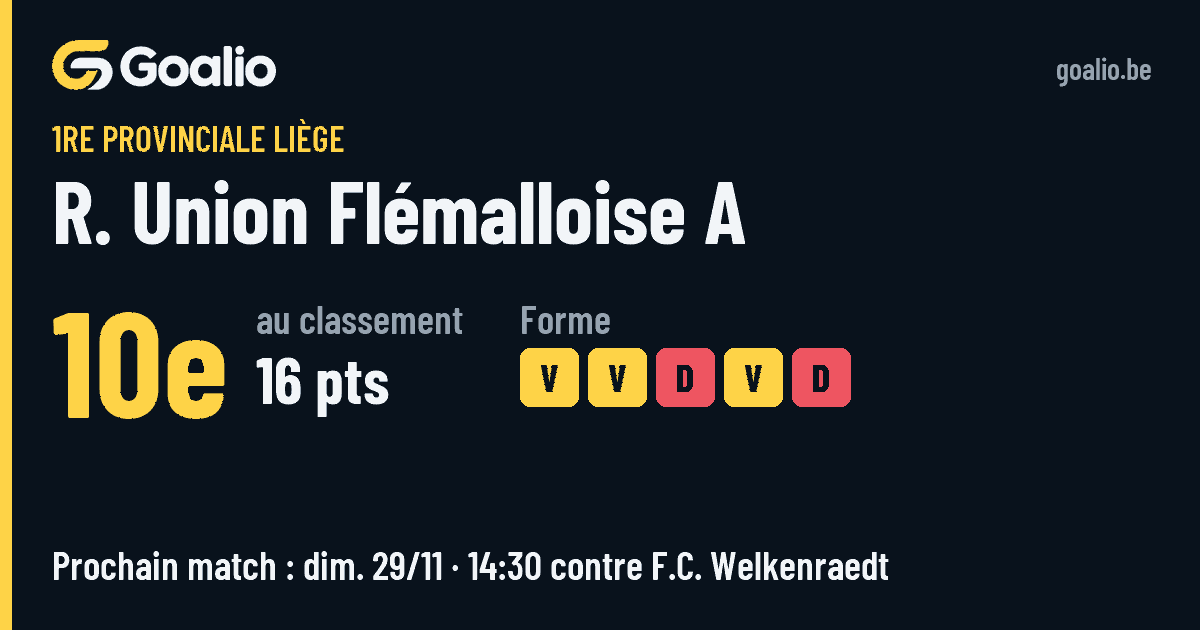 Goalio
goalio.be
1RE PROVINCIALE LIÈGE
R. Union Flémalloise A
10e
au classement
16 pts
Forme
V V D V D
Prochain match : dim. 29/11 · 14:30 contre F.C. Welkenraedt